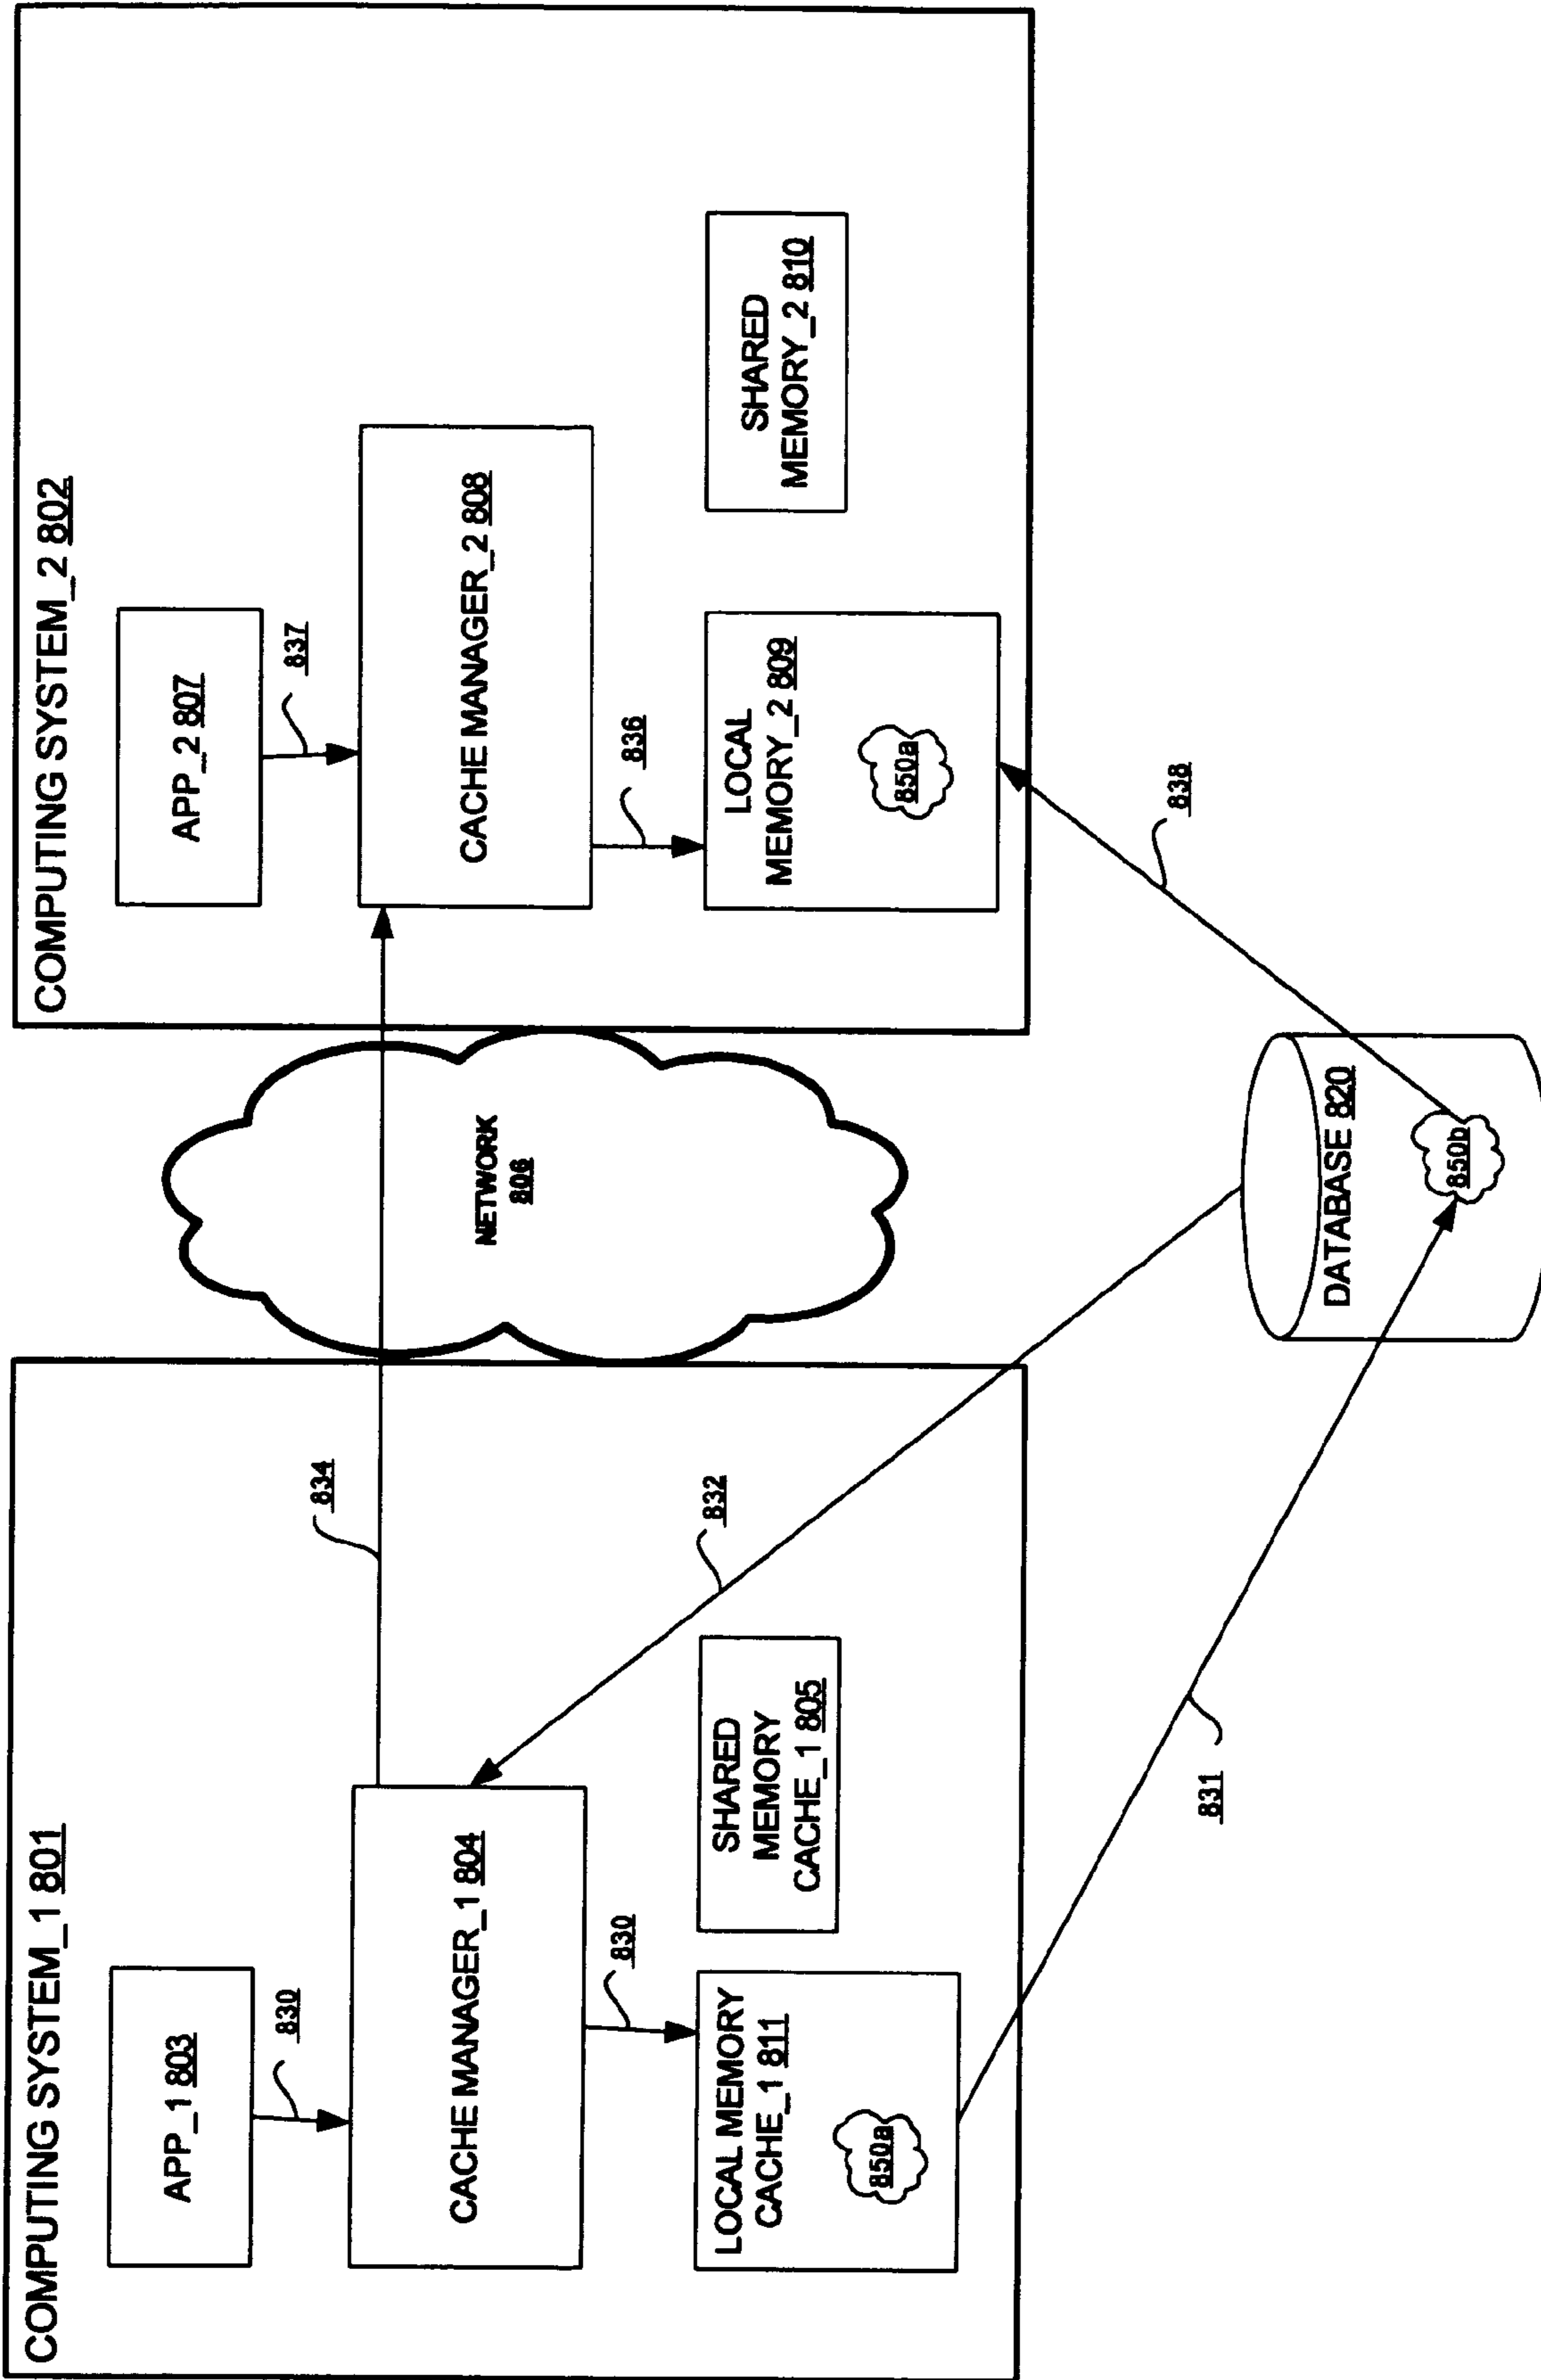 COMPUTING SYSTEM_1 801
APP_1 803
830
CACHE MANAGER_1 804
830
LOCAL MEMORY
CACHE_1 811
850a
SHARED
MEMORY
CACHE_1 805
834
832
831
NETWORK
806
DATABASE 820
850b
COMPUTING SYSTEM_2 802
APP_2 807
837
CACHE MANAGER_2 808
836
LOCAL
MEMORY_2 809
850a
SHARED
MEMORY_2 810
838